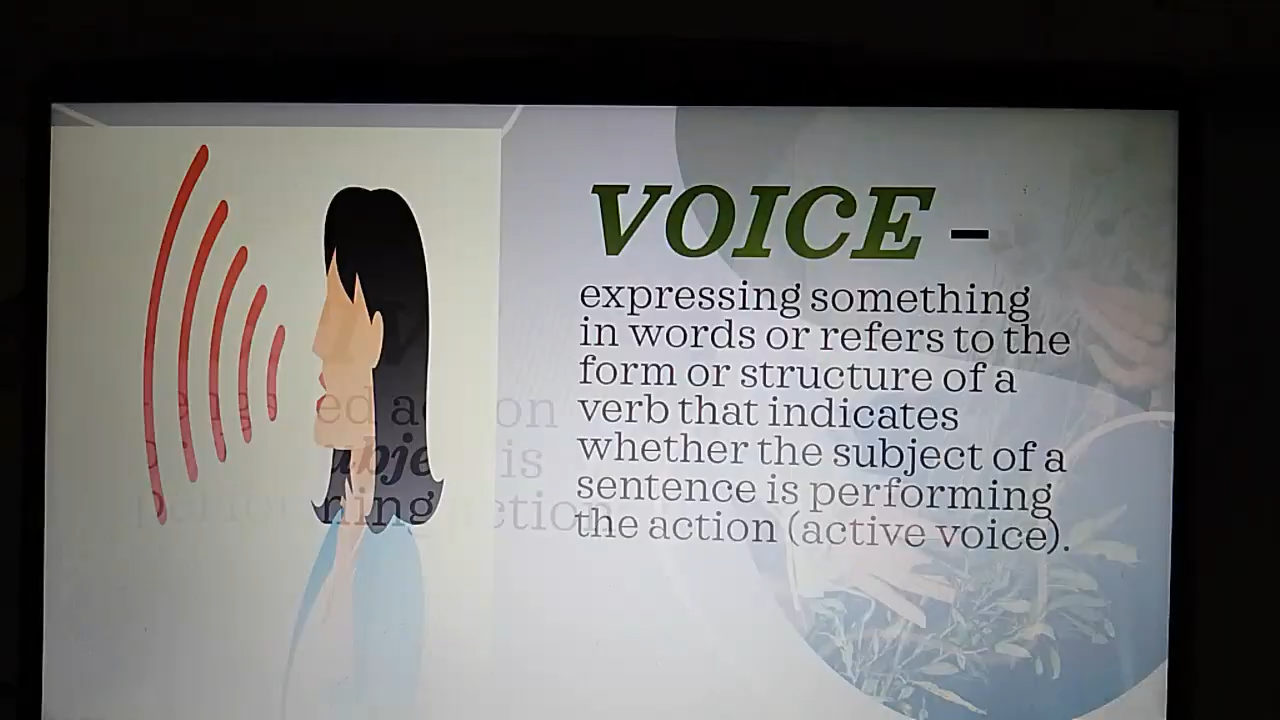 VOICE –
expressing something
in words or refers to the
form or structure of a
verb that indicates
whether the subject of a
sentence is performing
the action (active voice).
is